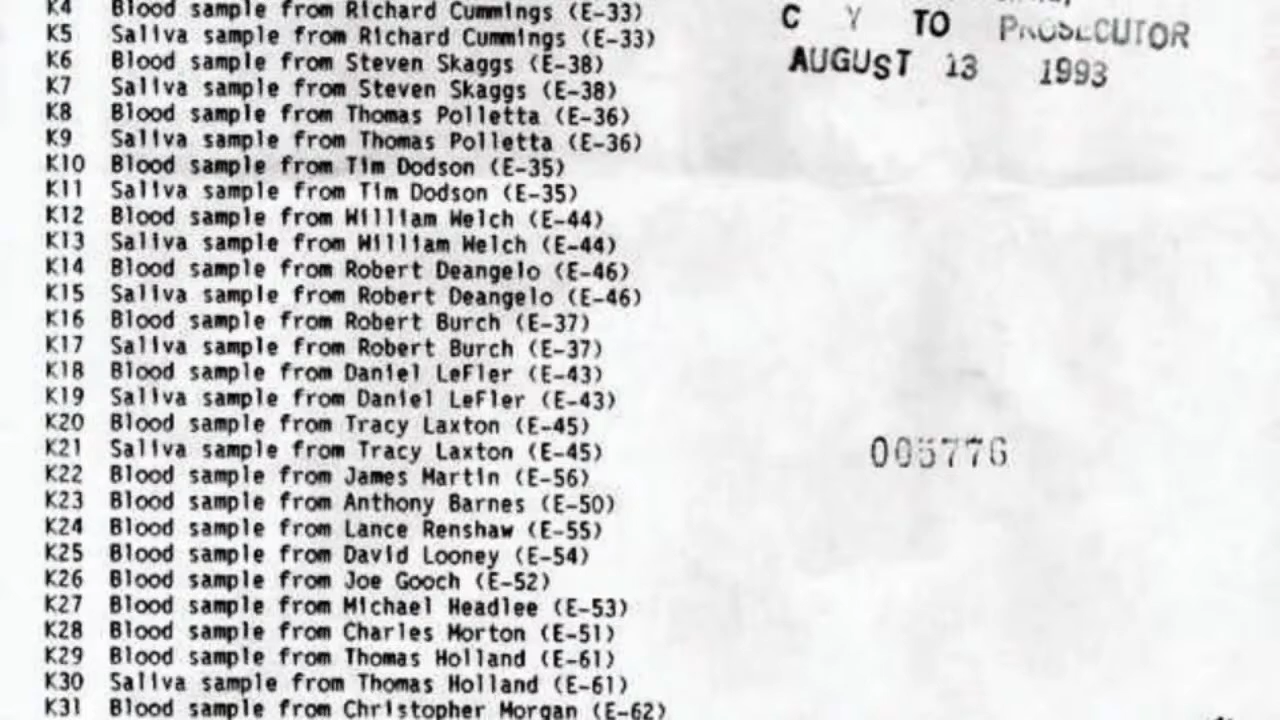 K4 Blood sample from Richard Cummings (E-33)
K5 Saliva sample from Richard Cummings (E-33)
K6 Blood sample from Steven Skaggs (E-38)
K7 Saliva sample from Steven Skaggs (E-38)
K8 Blood sample from Thomas Polletta (E-36)
K9 Saliva sample from Thomas Polletta (E-36)
K10 Blood sample from Tim Dodson (E-35)
K11 Saliva sample from Tim Dodson (E-35)
K12 Blood sample from William Welch (E-44)
K13 Saliva sample from William Welch (E-44)
K14 Blood sample from Robert Deangelo (E-46)
K15 Saliva sample from Robert Deangelo (E-46)
K16 Blood sample from Robert Burch (E-37)
K17 Saliva sample from Robert Burch (E-37)
K18 Blood sample from Daniel LeFler (E-43)
K19 Saliva sample from Daniel LeFler (E-43)
K20 Blood sample from Tracy Laxton (E-45)
K21 Saliva sample from Tracy Laxton (E-45)
K22 Blood sample from James Martin (E-56)
K23 Blood sample from Anthony Barnes (E-50)
K24 Blood sample from Lance Renshaw (E-55)
K25 Blood sample from David Looney (E-54)
K26 Blood sample from Joe Gooch (E-52)
K27 Blood sample from Michael Headlee (E-53)
K28 Blood sample from Charles Morton (E-51)
K29 Blood sample from Thomas Holland (E-61)
K30 Saliva sample from Thomas Holland (E-61)
K31 Blood sample from Christopher Morgan (E-62)
C Y TO PROSECUTOR
AUGUST 13 1993
005776